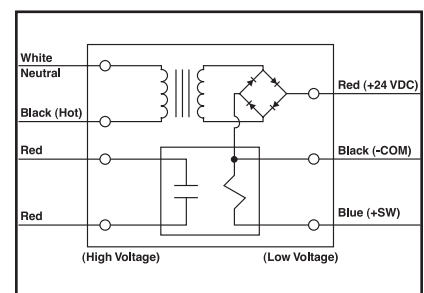 White
Neutral
Black (Hot)
Red
Red
Red (+24 VDC)
Black (-COM)
Blue (+SW)
(High Voltage)
(Low Voltage)